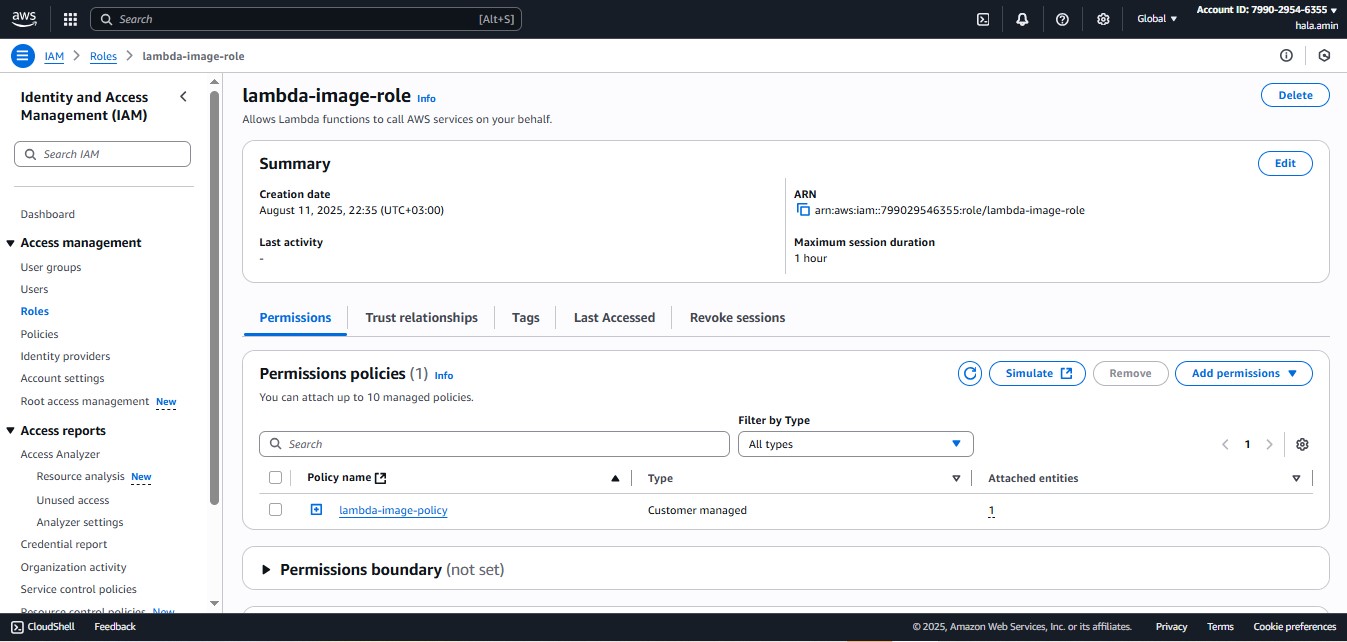 aws
Search [Alt+S]
Global
Account ID: 7990-2954-6355
hala.amin
IAM
Roles
lambda-image-role
Identity and Access
Management (IAM)
Search IAM
Dashboard
Access management
User groups
Users
Roles
Policies
Identity providers
Account settings
Root access management New
Access reports
Access Analyzer
Resource analysis New
Unused access
Analyzer settings
Credential report
Organization activity
Service control policies
Resource control policies New
lambda-image-role Info
Delete
Allows Lambda functions to call AWS services on your behalf.
Summary
Edit
Creation date
August 11, 2025, 22:35 (UTC+03:00)
ARN
arn:aws:iam::799029546355:role/lambda-image-role
Last activity
-
Maximum session duration
1 hour
Permissions Trust relationships Tags Last Accessed Revoke sessions
Permissions policies (1) Info
Simulate Remove Add permissions
You can attach up to 10 managed policies.
Filter by Type
Search All types 1
Policy name Type Attached entities
lambda-image-policy Customer managed 1
Permissions boundary (not set)
CloudShell Feedback © 2025, Amazon Web Services, Inc. or its affiliates. Privacy Terms Cookie preferences